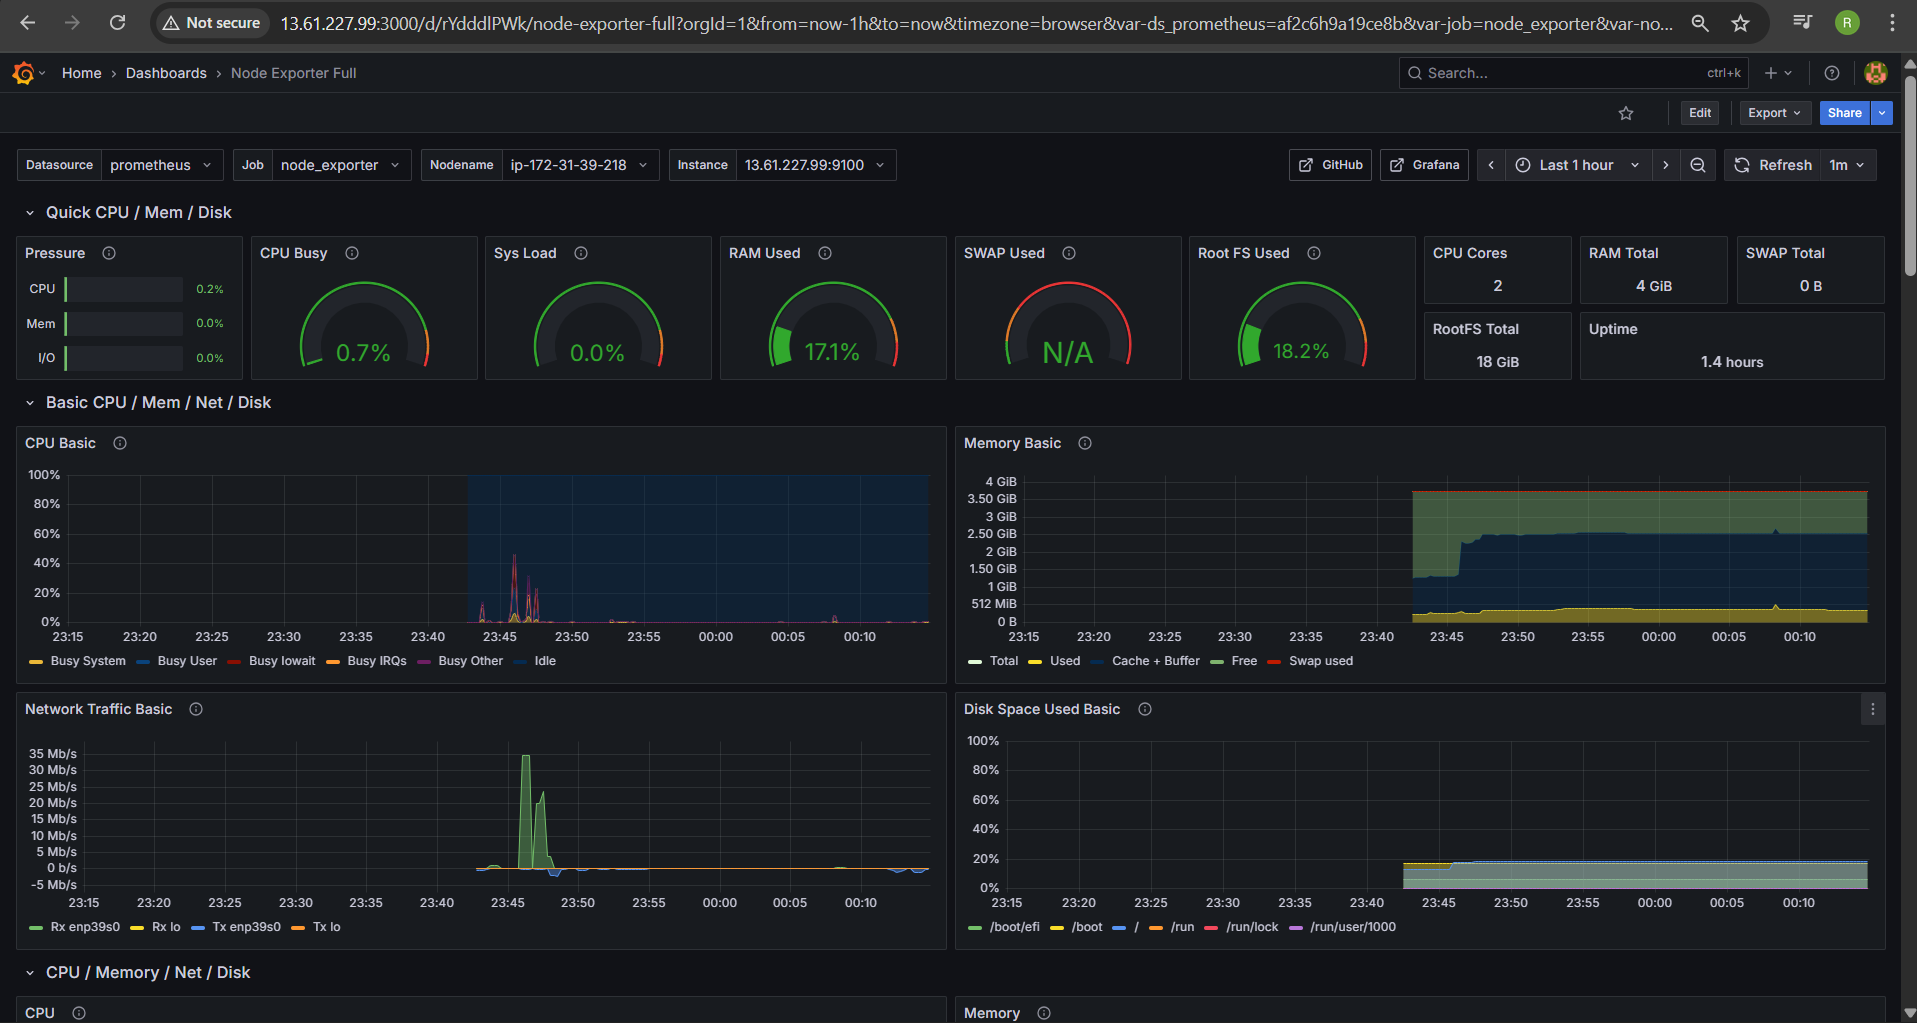 Not secure 13.61.227.99:3000/d/rYdddlPWk/node-exporter-full?orgId=1&from=now-1h&to=now&timezone=browser&var-ds_prometheus=af2c6h9a19ce8b&var-job=node_exporter&var-no... R
Home › Dashboards › Node Exporter Full Search... ctrl+k
Edit Export Share
Datasource prometheus Job node_exporter Nodename ip-172-31-39-218 Instance 13.61.227.99:9100 GitHub Grafana Last 1 hour Refresh 1m
Quick CPU / Mem / Disk
Pressure CPU Busy Sys Load RAM Used SWAP Used Root FS Used CPU Cores RAM Total SWAP Total
CPU 0.2%
Mem 0.0%
I/O 0.0%
0.7% 0.0% 17.1% N/A 18.2%
2 4 GiB 0 B
RootFS Total Uptime
18 GiB 1.4 hours
Basic CPU / Mem / Net / Disk
CPU Basic
100%
80%
60%
40%
20%
0%
23:15 23:20 23:25 23:30 23:35 23:40 23:45 23:50 23:55 00:00 00:05 00:10
Busy System Busy User Busy Iowait Busy IRQs Busy Other Idle
Memory Basic
4 GiB
3.50 GiB
3 GiB
2.50 GiB
2 GiB
1.50 GiB
1 GiB
512 MiB
0 B
23:15 23:20 23:25 23:30 23:35 23:40 23:45 23:50 23:55 00:00 00:05 00:10
Total Used Cache + Buffer Free Swap used
Network Traffic Basic
35 Mb/s
30 Mb/s
25 Mb/s
20 Mb/s
15 Mb/s
10 Mb/s
5 Mb/s
0 b/s
-5 Mb/s
23:15 23:20 23:25 23:30 23:35 23:40 23:45 23:50 23:55 00:00 00:05 00:10
Rx enp39s0 Rx lo Tx enp39s0 Tx lo
Disk Space Used Basic
100%
80%
60%
40%
20%
0%
23:15 23:20 23:25 23:30 23:35 23:40 23:45 23:50 23:55 00:00 00:05 00:10
/boot/efi /boot / /run /run/lock /run/user/1000
CPU / Memory / Net / Disk
CPU Memory